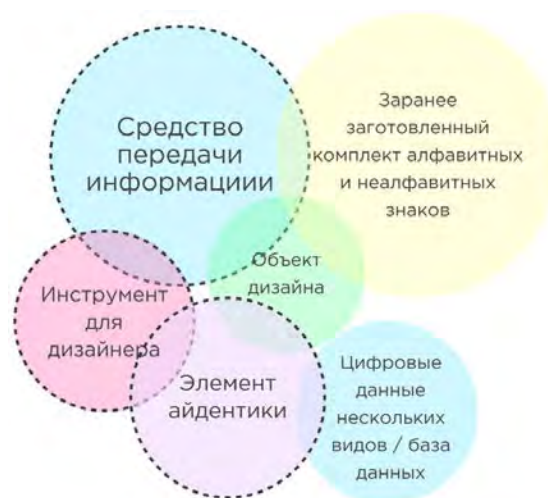 Средство
передачи
информациии
Заранее
заготовленный
комплект алфавитных
и неалфавитных
знаков
Объект
дизайна
Инструмент
для
дизайнера
Элемент
айдентики
Цифровые
данные
нескольких
видов / база
данных